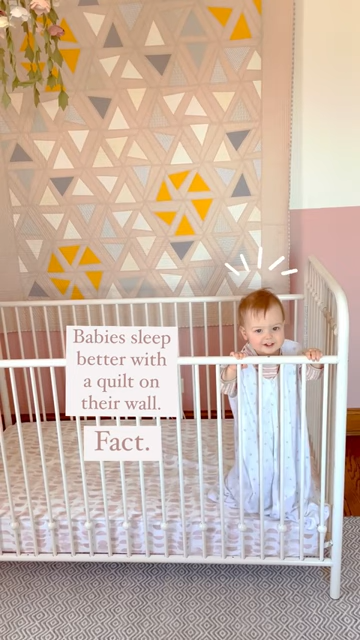 Babies sleep
better with
a quilt on
their wall.
Fact.